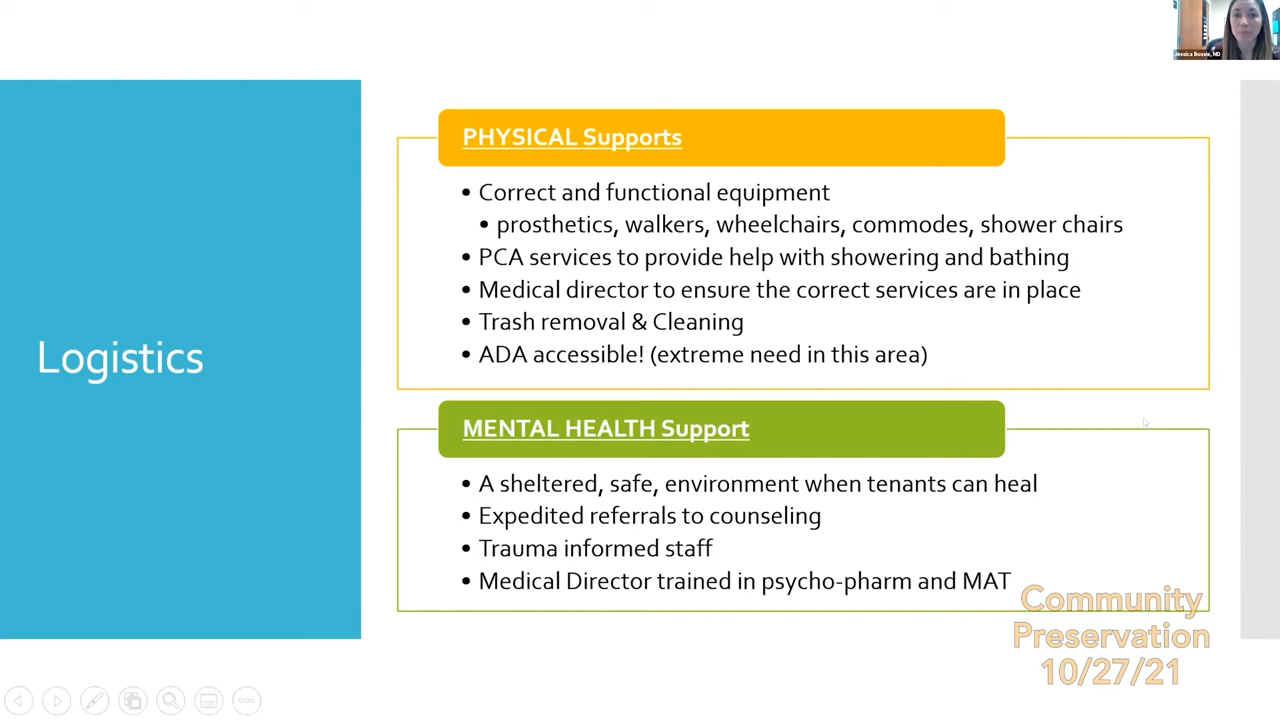 Jessica Bossie, MD
Logistics
PHYSICAL Supports
• Correct and functional equipment
• prosthetics, walkers, wheelchairs, commodes, shower chairs
• PCA services to provide help with showering and bathing
• Medical director to ensure the correct services are in place
• Trash removal & Cleaning
• ADA accessible! (extreme need in this area)
MENTAL HEALTH Support
• A sheltered, safe, environment when tenants can heal
• Expedited referrals to counseling
• Trauma informed staff
• Medical Director trained in psycho-pharm and MAT
Community
Preservation
10/27/21